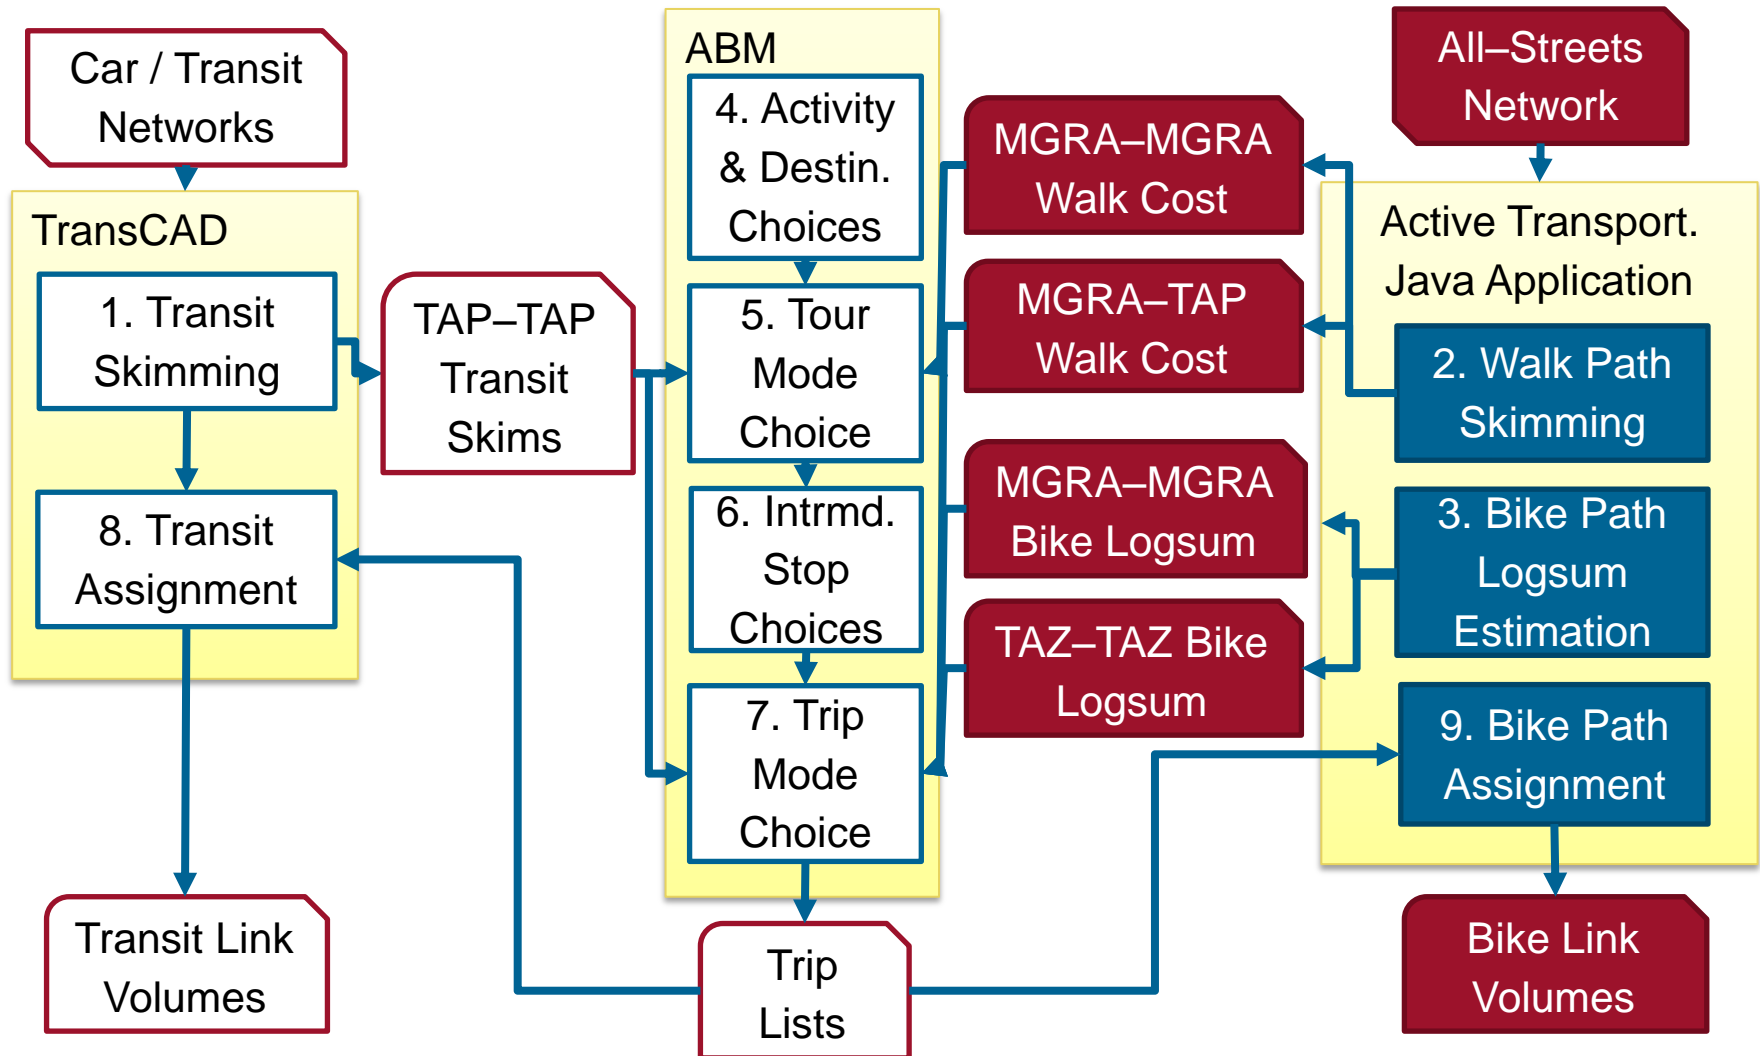 Car / Transit
Networks
TransCAD
1. Transit
Skimming
8. Transit
Assignment
Transit Link
Volumes
TAP–TAP
Transit
Skims
ABM
4. Activity
& Destin.
Choices
5. Tour
Mode
Choice
6. Intrmd.
Stop
Choices
7. Trip
Mode
Choice
Trip
Lists
MGRA–MGRA
Walk Cost
MGRA–TAP
Walk Cost
MGRA–MGRA
Bike Logsum
TAZ–TAZ Bike
Logsum
All–Streets
Network
Active Transport.
Java Application
2. Walk Path
Skimming
3. Bike Path
Logsum
Estimation
9. Bike Path
Assignment
Bike Link
Volumes